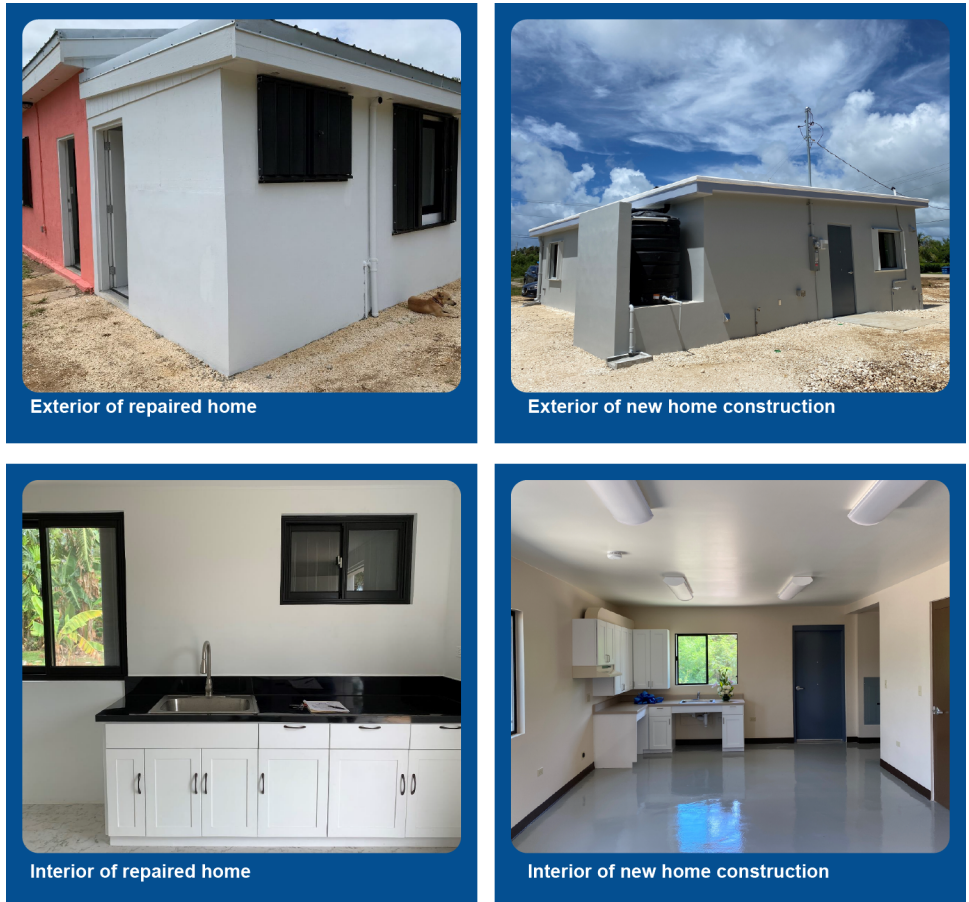 Exterior of repaired home
Exterior of new home construction
Interior of repaired home
Interior of new home construction